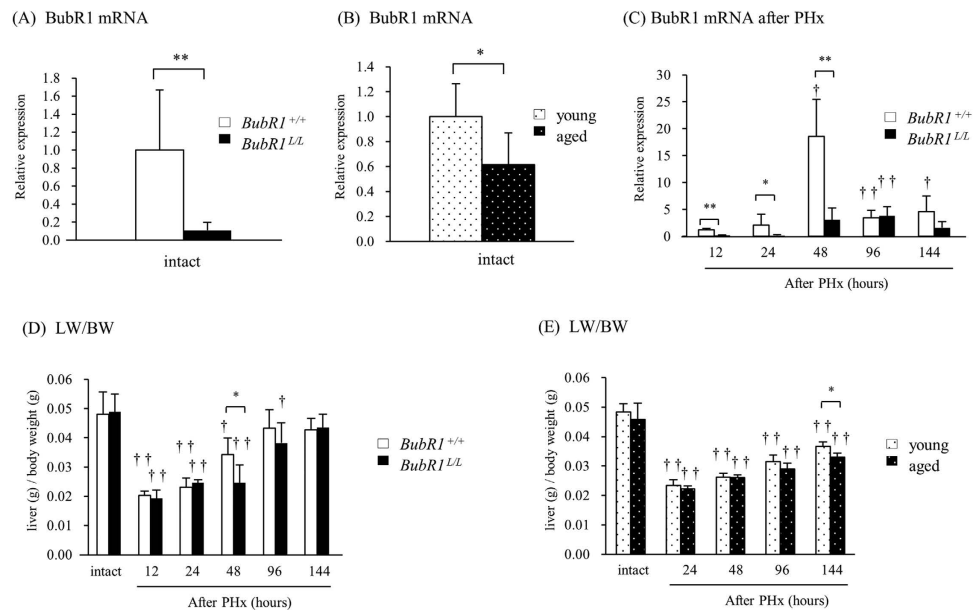 (A) BubR1 mRNA
**
Relative expression
1.8
1.6
1.4
1.2
1.0
0.8
0.6
0.4
0.2
0.0
intact
BubR1 +/+
BubR1 L/L
(B) BubR1 mRNA
*
Relative expression
1.4
1.2
1.0
0.8
0.6
0.4
0.2
0.0
intact
young
aged
(C) BubR1 mRNA after PHx
Relative expression
30
25
20
15
10
5
0
**
*
**
†
† †
† †
†
12 24 48 96 144
After PHx (hours)
BubR1 +/+
BubR1 L/L
(D) LW/BW
liver (g) / body weight (g)
0.06
0.05
0.04
0.03
0.02
0.01
0.00
† †
† †
† †
† †
*
†
† †
†
intact 12 24 48 96 144
After PHx (hours)
BubR1 +/+
BubR1 L/L
(E) LW/BW
liver (g) / body weight (g)
0.06
0.05
0.04
0.03
0.02
0.01
0.00
† †
† †
† †
† †
† †
† †
*
† †
† †
intact 24 48 96 144
After PHx (hours)
young
aged